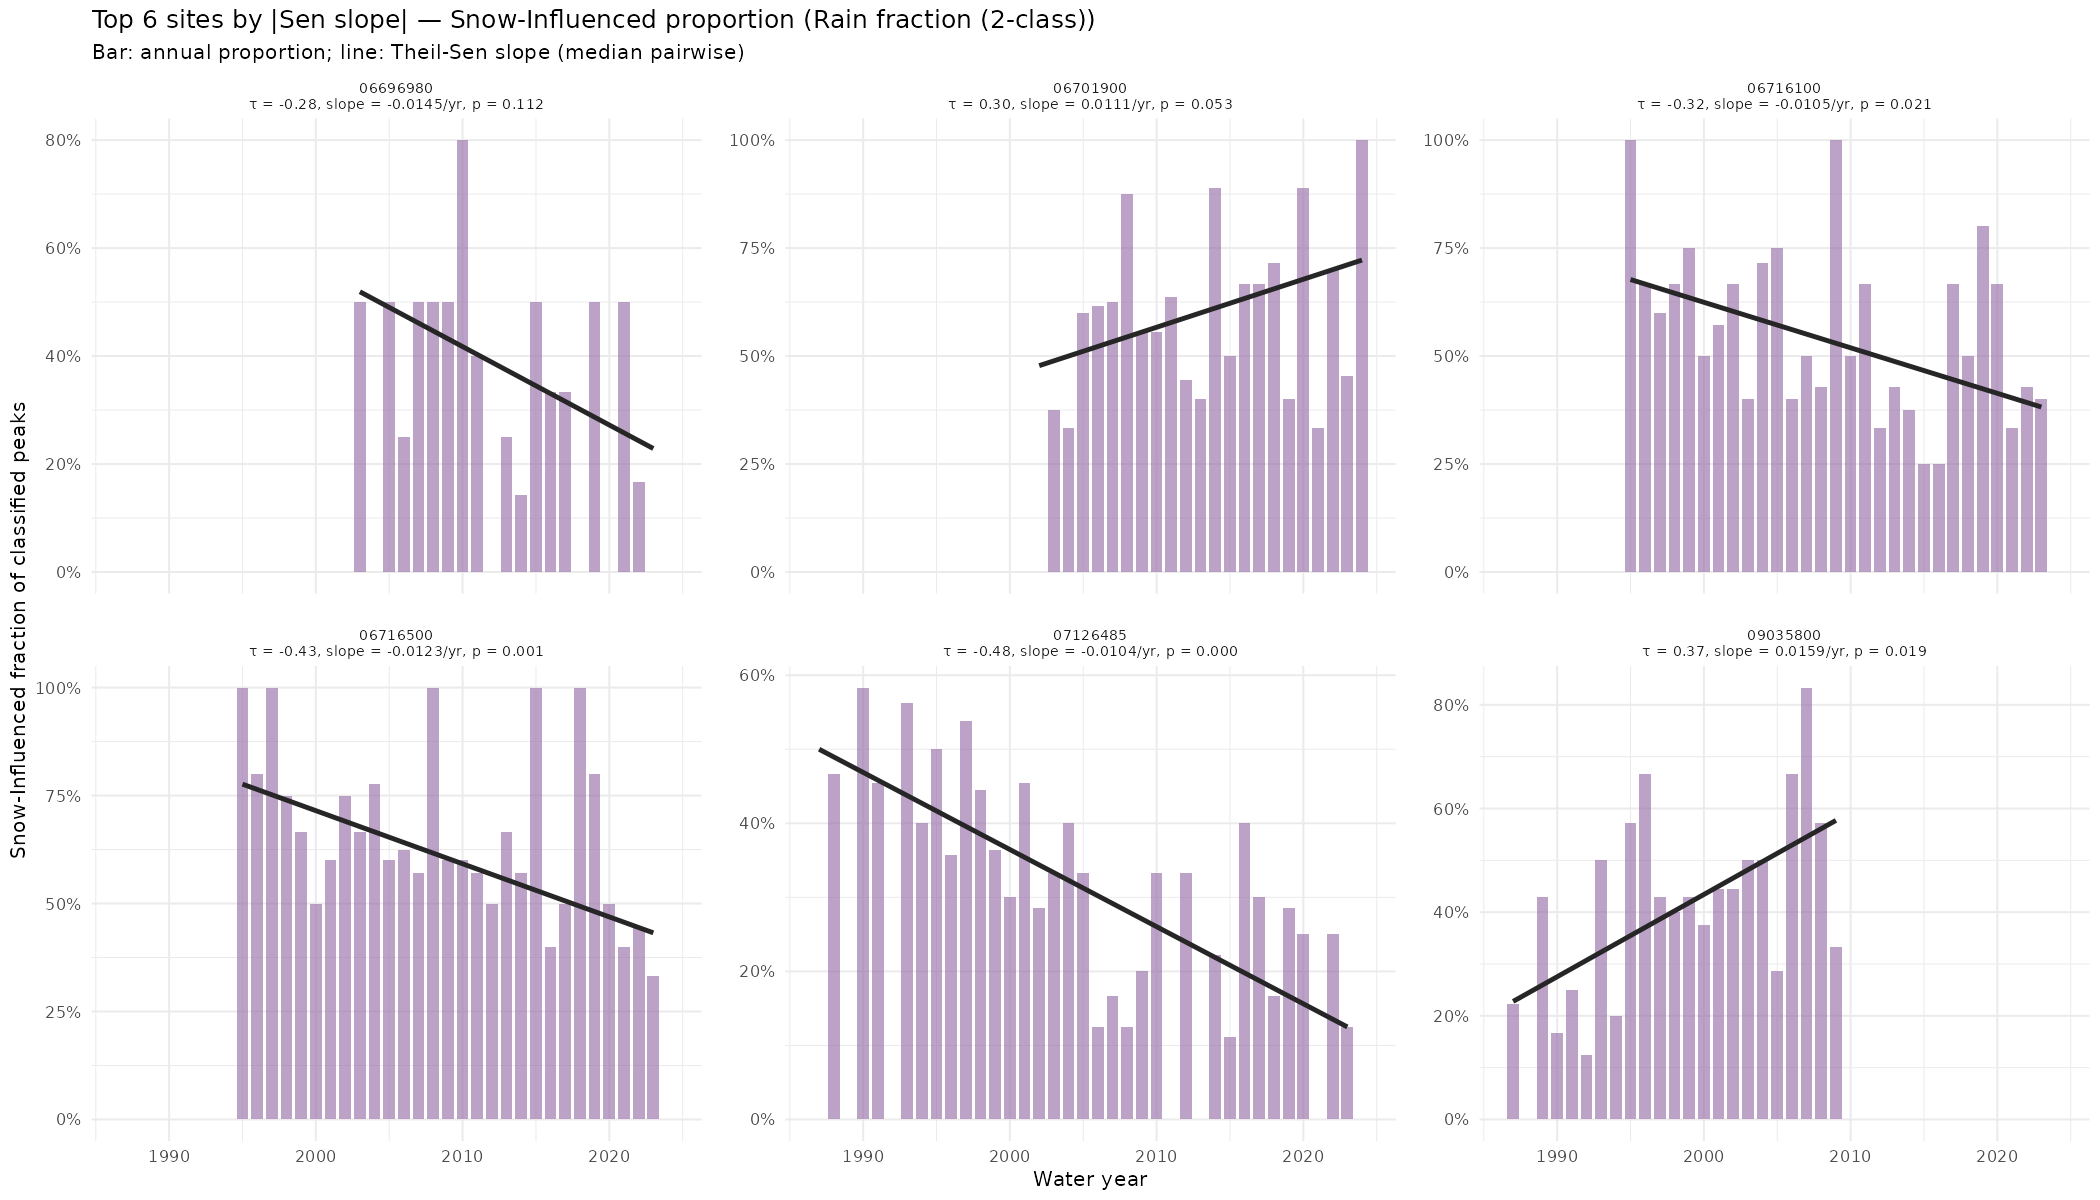 Top 6 sites by |Sen slope| — Snow-Influenced proportion (Rain fraction (2-class))
Bar: annual proportion; line: Theil-Sen slope (median pairwise)
06696980
τ = -0.28, slope = -0.0145/yr, p = 0.112
80%
60%
40%
20%
0%
06701900
τ = 0.30, slope = 0.0111/yr, p = 0.053
100%
75%
50%
25%
0%
06716100
τ = -0.32, slope = -0.0105/yr, p = 0.021
100%
75%
50%
25%
0%
Snow-Influenced fraction of classified peaks
06716500
τ = -0.43, slope = -0.0123/yr, p = 0.001
100%
75%
50%
25%
0%
1990 2000 2010 2020
07126485
τ = -0.48, slope = -0.0104/yr, p = 0.000
60%
40%
20%
0%
1990 2000 2010 2020
09035800
τ = 0.37, slope = 0.0159/yr, p = 0.019
80%
60%
40%
20%
0%
1990 2000 2010 2020
Water year